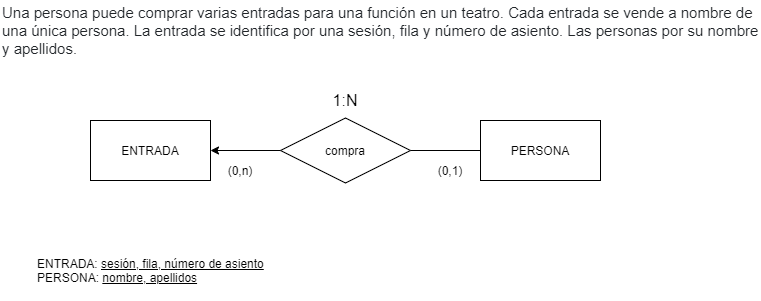 Una persona puede comprar varias entradas para una función en un teatro. Cada entrada se vende a nombre de
una única persona. La entrada se identifica por una sesión, fila y número de asiento. Las personas por su nombre
y apellidos.
1:N
ENTRADA
compra
PERSONA
(0,n)
(0,1)
ENTRADA: sesión, fila, número de asiento
PERSONA: nombre, apellidos